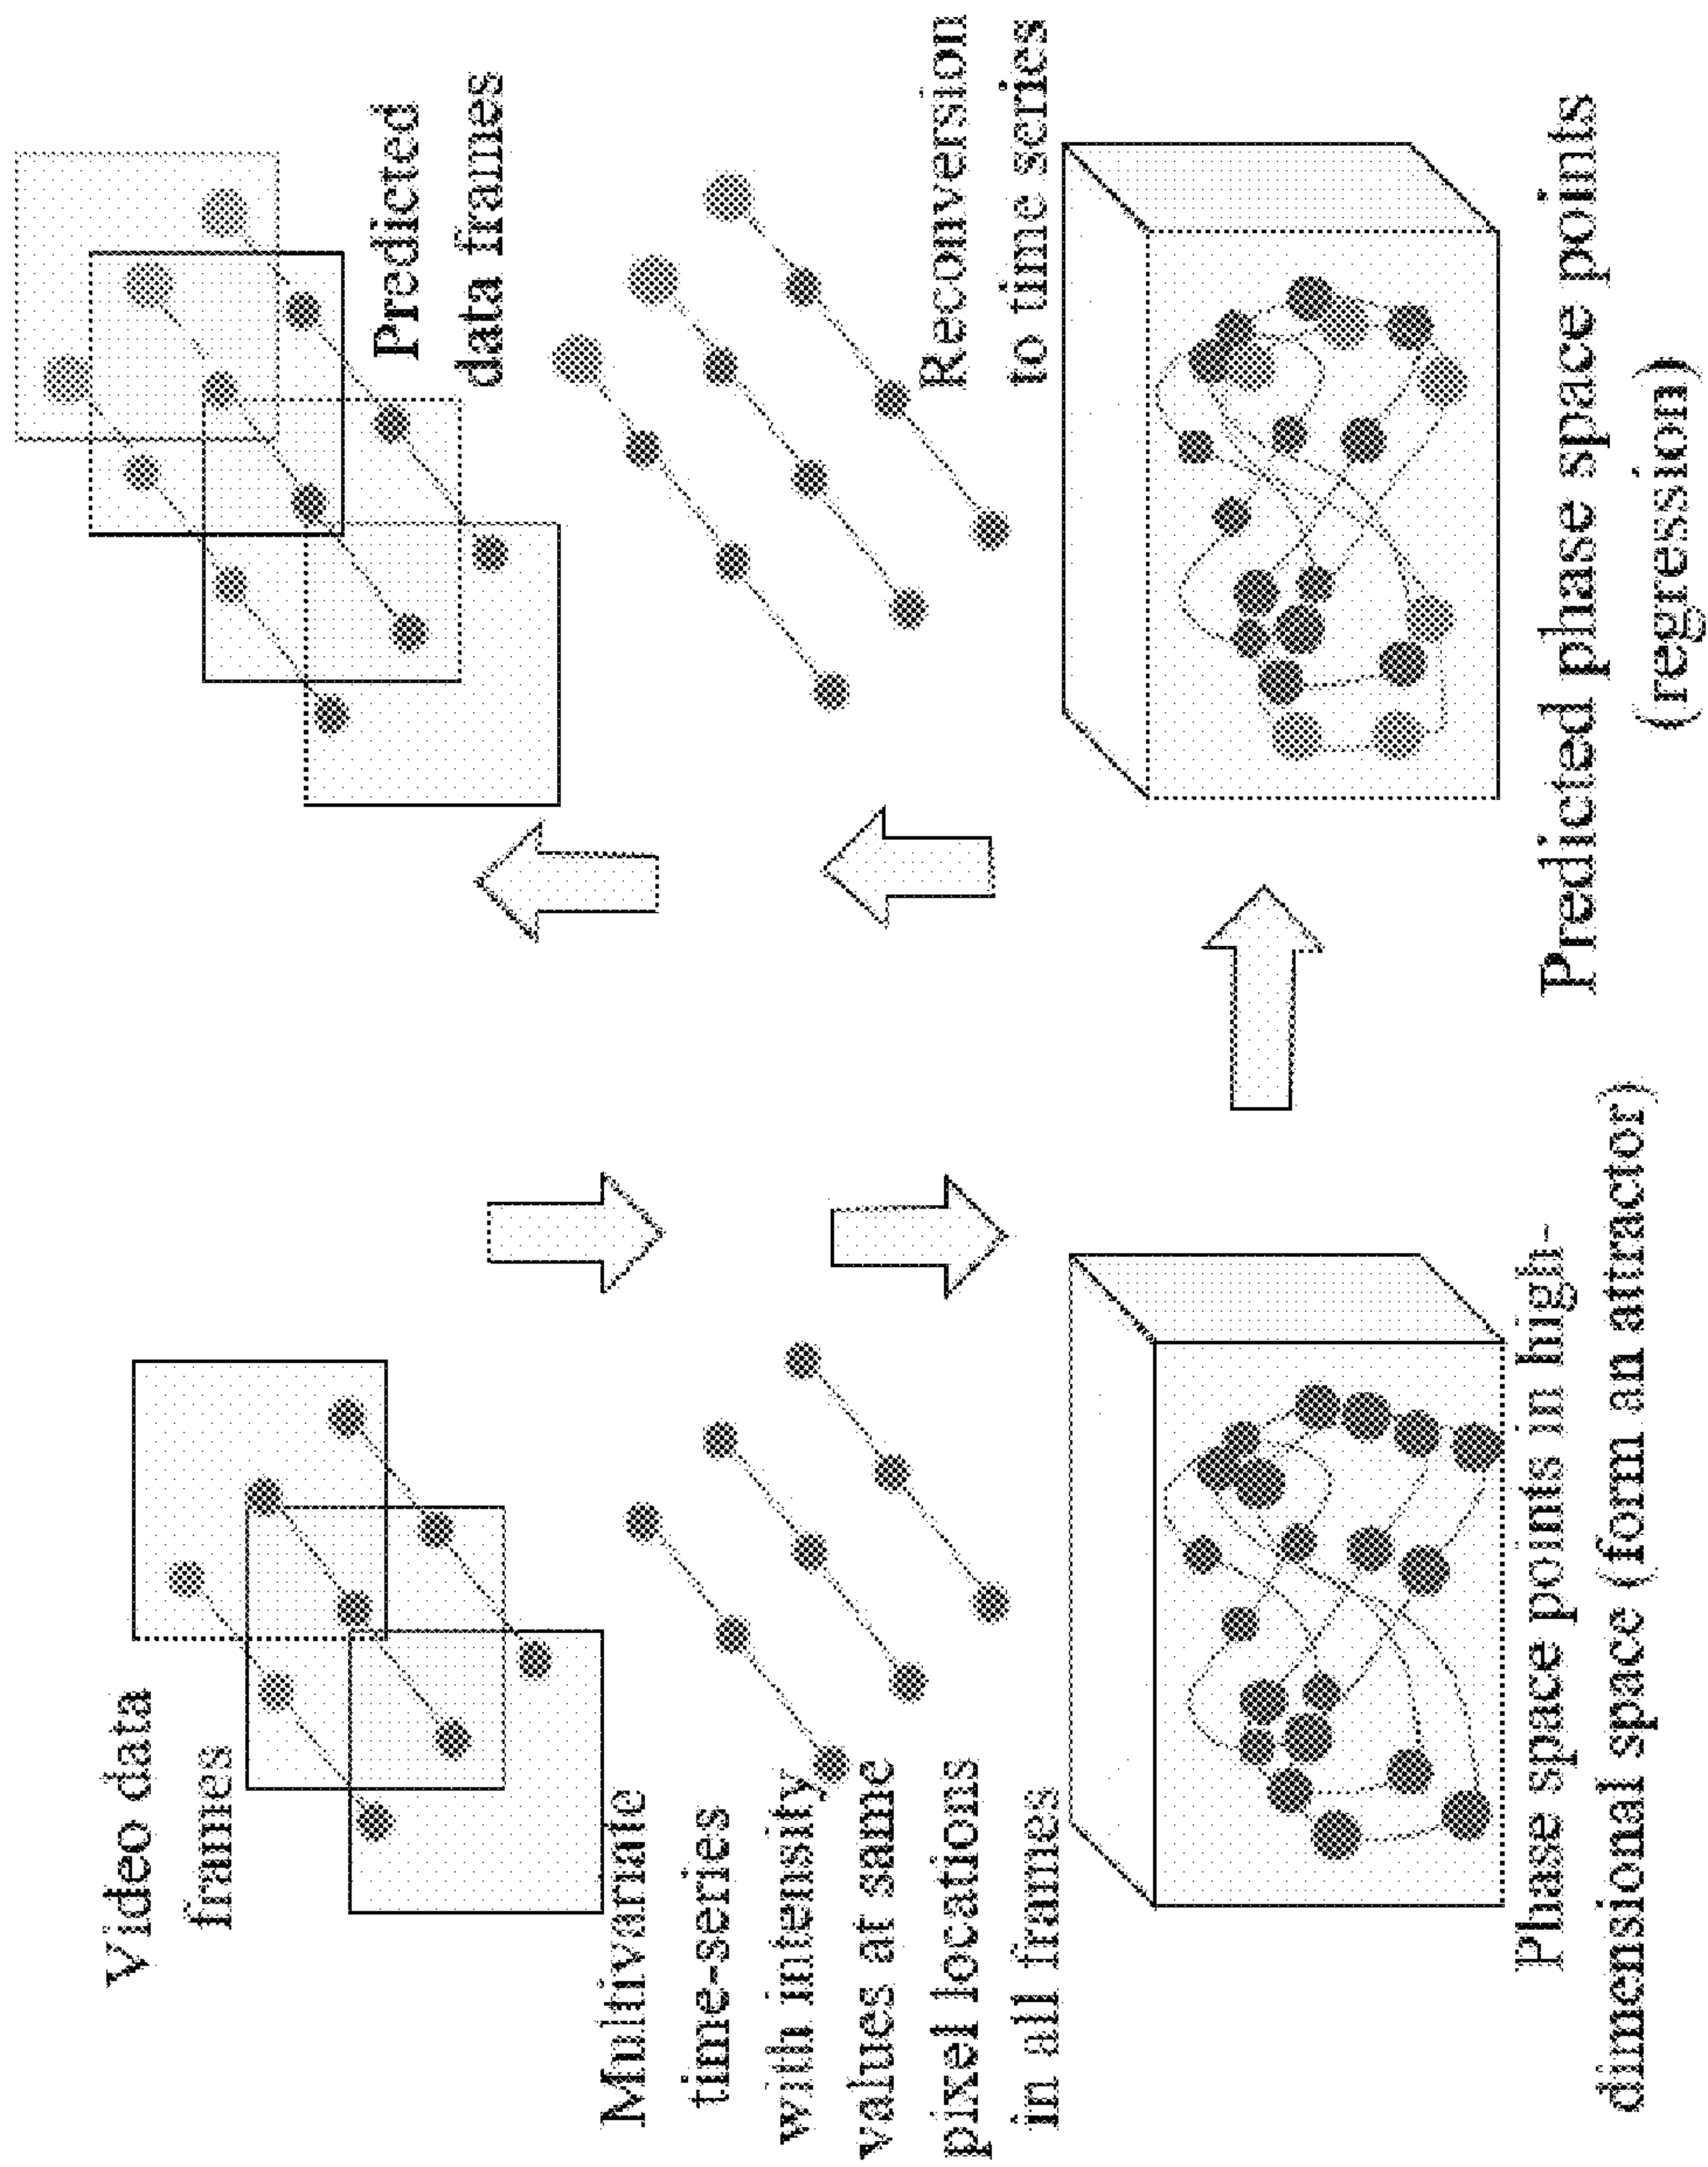 Video data
frames
Multivariate
time-series
with intensity
values at same
pixel locations
in all frames
Phase space points in high-
dimensional space (form an attractor)
Predicted phase space points
(regression)
Reconversion
to time series
Predicted
data frames